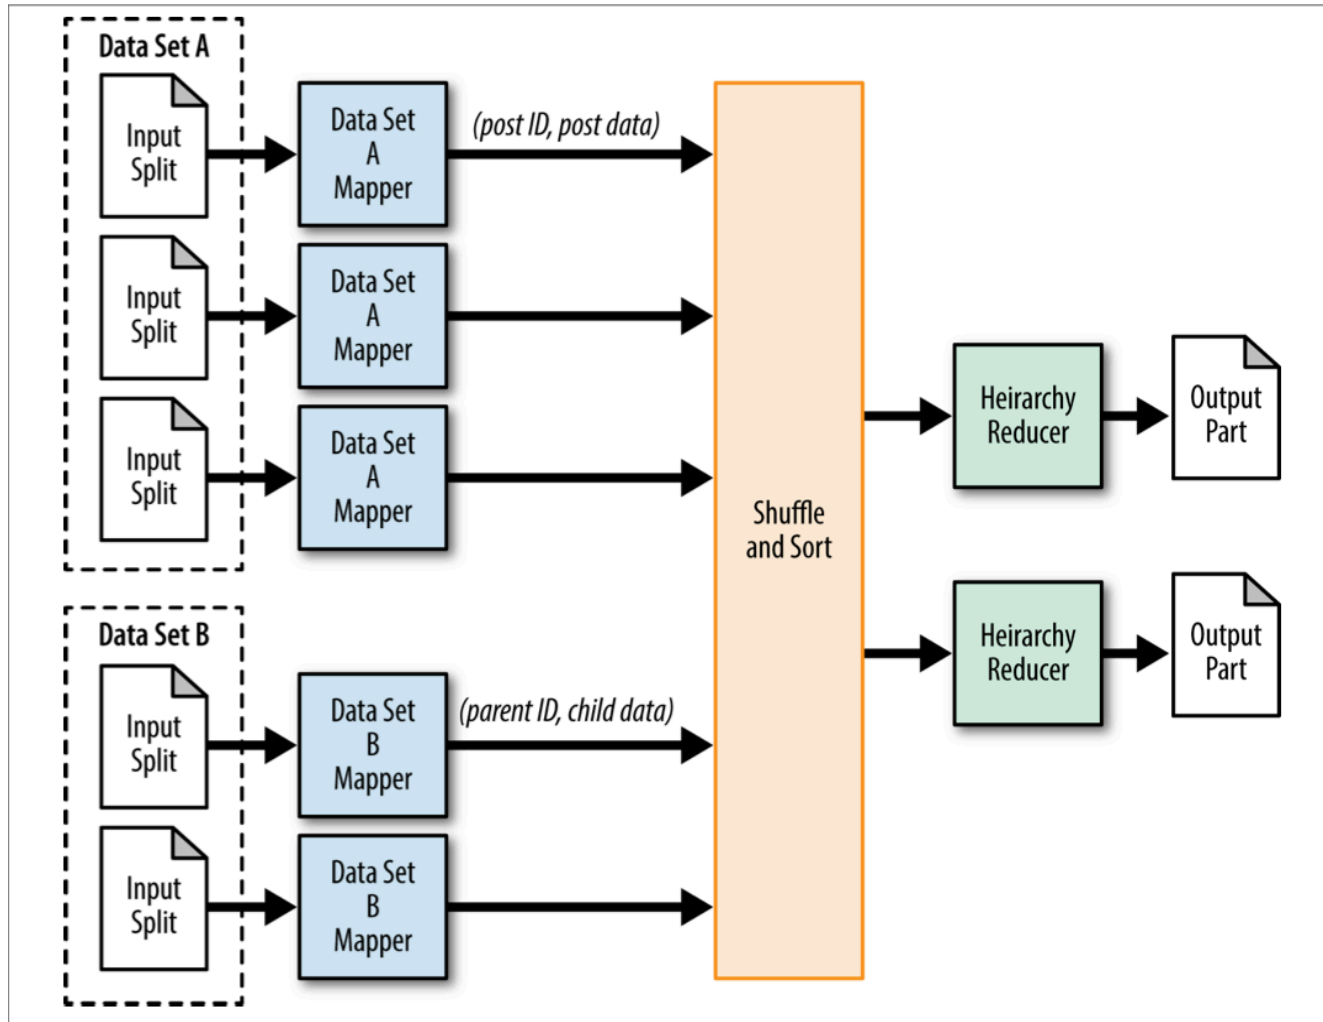 Data Set A
Input
Split
Data Set
A
Mapper
(post ID, post data)
Input
Split
Data Set
A
Mapper
Input
Split
Data Set
A
Mapper
Shuffle
and Sort
Heirarchy
Reducer
Output
Part
Heirarchy
Reducer
Output
Part
Data Set B
Input
Split
Data Set
B
Mapper
(parent ID, child data)
Input
Split
Data Set
B
Mapper